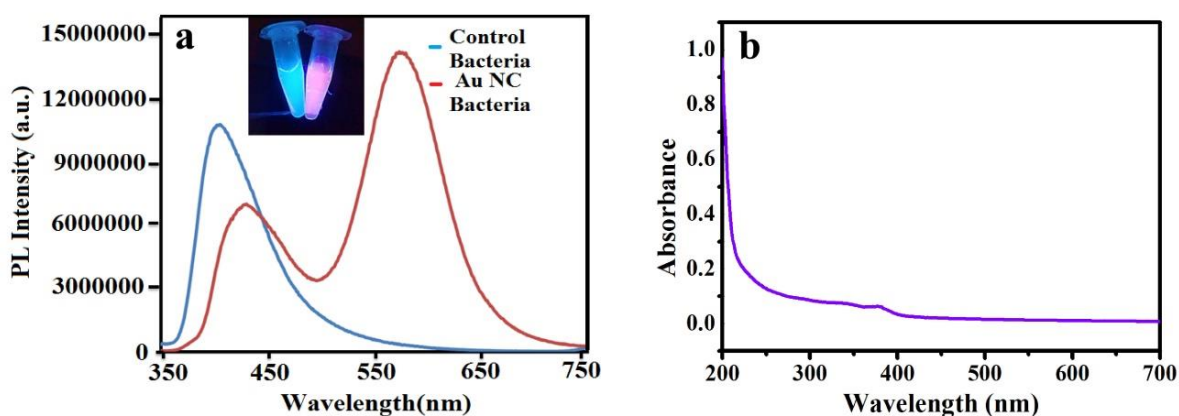 a
Control
Bacteria
Au NC
Bacteria
PL Intensity (a.u.)
15000000
12000000
9000000
6000000
3000000
0
350 450 550 650 750
Wavelength(nm)
b
Absorbance
1.0
0.8
0.6
0.4
0.2
0.0
200 300 400 500 600 700
Wavelength (nm)